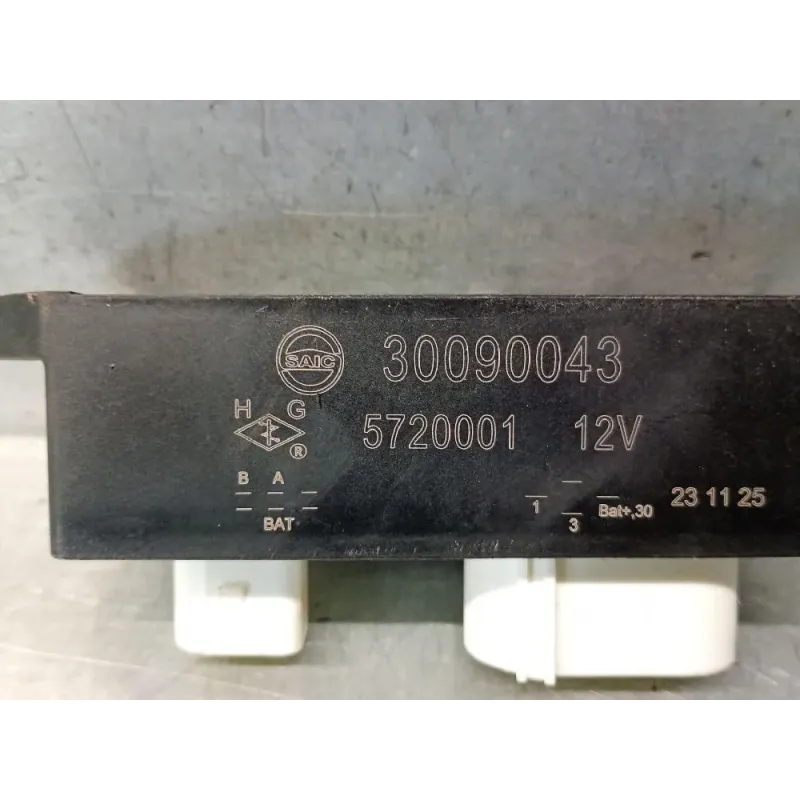 SAIC 30090043
H G
® 5720001 12V
B A
BAT
1 3 Bat+,30 23 11 25